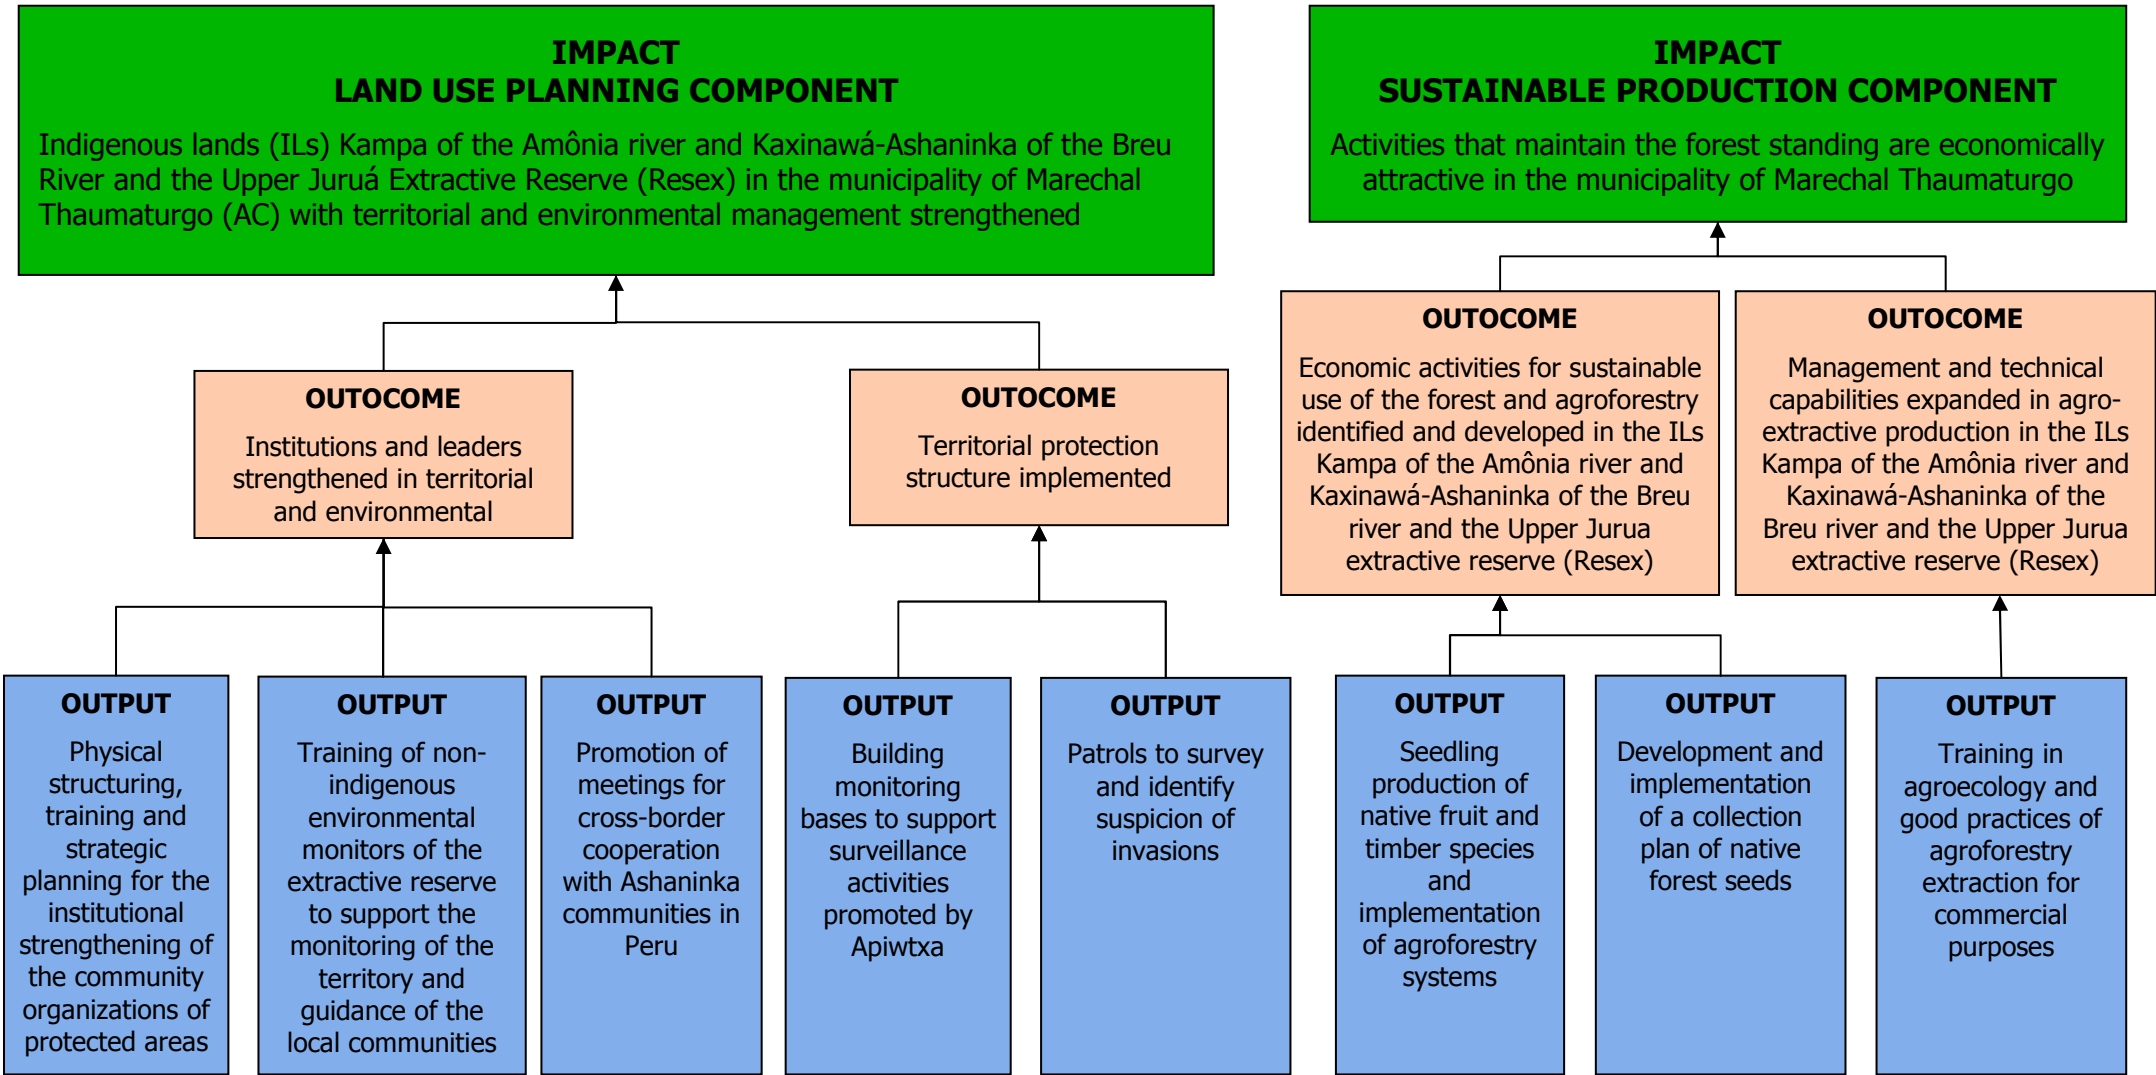 IMPACT
LAND USE PLANNING COMPONENT
Indigenous lands (ILs) Kampa of the Amônia river and Kaxinawá-Ashaninka of the Breu
River and the Upper Juruá Extractive Reserve (Resex) in the municipality of Marechal
Thaumaturgo (AC) with territorial and environmental management strengthened
IMPACT
SUSTAINABLE PRODUCTION COMPONENT
Activities that maintain the forest standing are economically
attractive in the municipality of Marechal Thaumaturgo
OUTOCOME
Institutions and leaders
strengthened in territorial
and environmental
OUTOCOME
Territorial protection
structure implemented
OUTOCOME
Economic activities for sustainable
use of the forest and agroforestry
identified and developed in the ILs
Kampa of the Amônia river and
Kaxinawá-Ashaninka of the Breu
river and the Upper Jurua
extractive reserve (Resex)
OUTOCOME
Management and technical
capabilities expanded in agro-
extractive production in the ILs
Kampa of the Amônia river and
Kaxinawá-Ashaninka of the
Breu river and the Upper Jurua
extractive reserve (Resex)
OUTPUT
Physical
structuring,
training and
strategic
planning for the
institutional
strengthening of
the community
organizations of
protected areas
OUTPUT
Training of non-
indigenous
environmental
monitors of the
extractive reserve
to support the
monitoring of the
territory and
guidance of the
local communities
OUTPUT
Promotion of
meetings for
cross-border
cooperation
with Ashaninka
communities in
Peru
OUTPUT
Building
monitoring
bases to support
surveillance
activities
promoted by
Apiwtxa
OUTPUT
Patrols to survey
and identify
suspicion of
invasions
OUTPUT
Seedling
production of
native fruit and
timber species
and
implementation
of agroforestry
systems
OUTPUT
Development and
implementation
of a collection
plan of native
forest seeds
OUTPUT
Training in
agroecology and
good practices of
agroforestry
extraction for
commercial
purposes